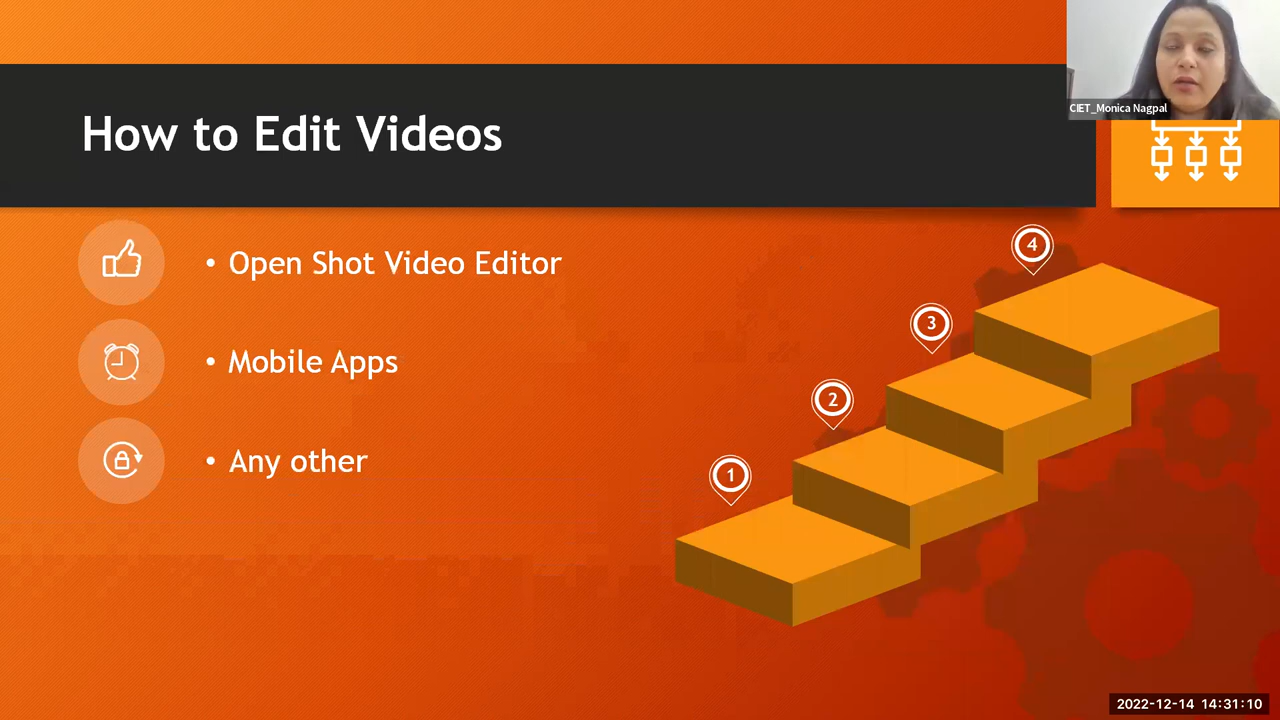 CIET_Monica Nagpal
How to Edit Videos
• Open Shot Video Editor
• Mobile Apps
• Any other
4
3
2
1
2022-12-14 14:31:10